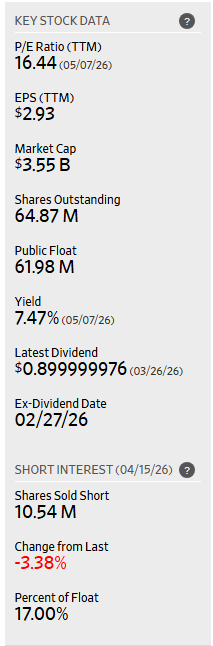 KEY STOCK DATA ?
P/E Ratio (TTM)
16.44 (05/07/26)
EPS (TTM)
$2.93
Market Cap
$3.55 B
Shares Outstanding
64.87 M
Public Float
61.98 M
Yield
7.47% (05/07/26)
Latest Dividend
$0.899999976 (03/26/26)
Ex-Dividend Date
02/27/26
SHORT INTEREST (04/15/26) ?
Shares Sold Short
10.54 M
Change from Last
-3.38%
Percent of Float
17.00%